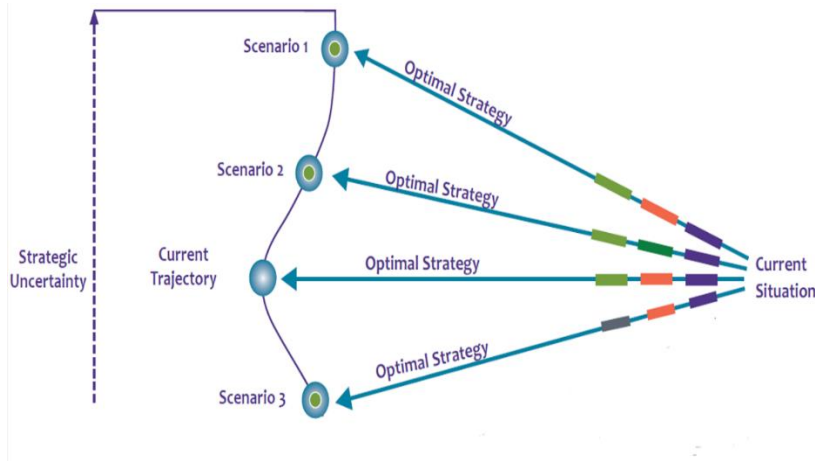 Scenario 1
Optimal Strategy
Scenario 2
Optimal Strategy
Strategic
Uncertainty
Current
Trajectory
Optimal Strategy
Current
Situation
Optimal Strategy
Scenario 3